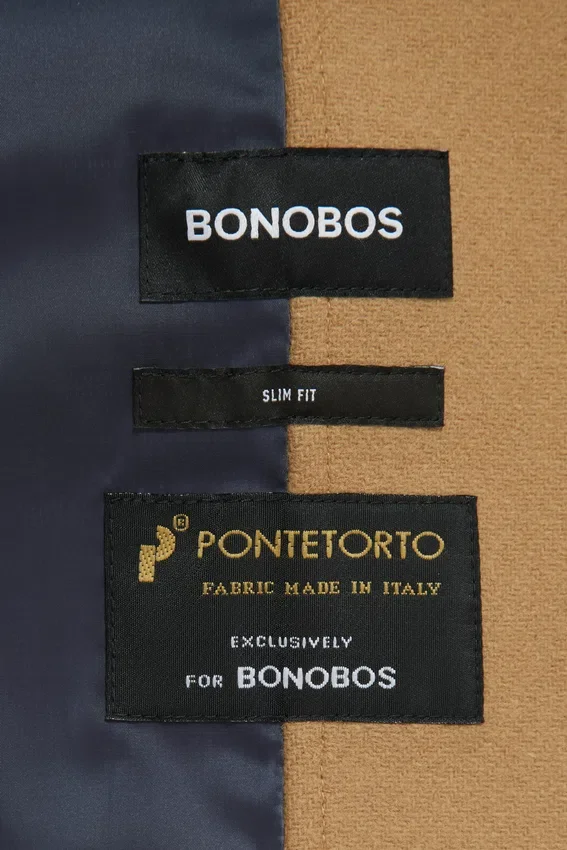 BONOBOS
SLIM FIT
PONTETORTO
FABRIC MADE IN ITALY
EXCLUSIVELY
FOR BONOBOS